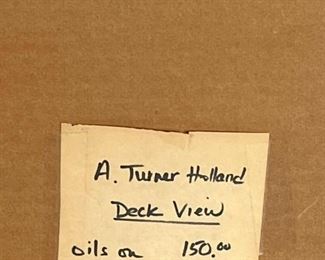 A. Turner Holland
Deck View
oils on 150.00